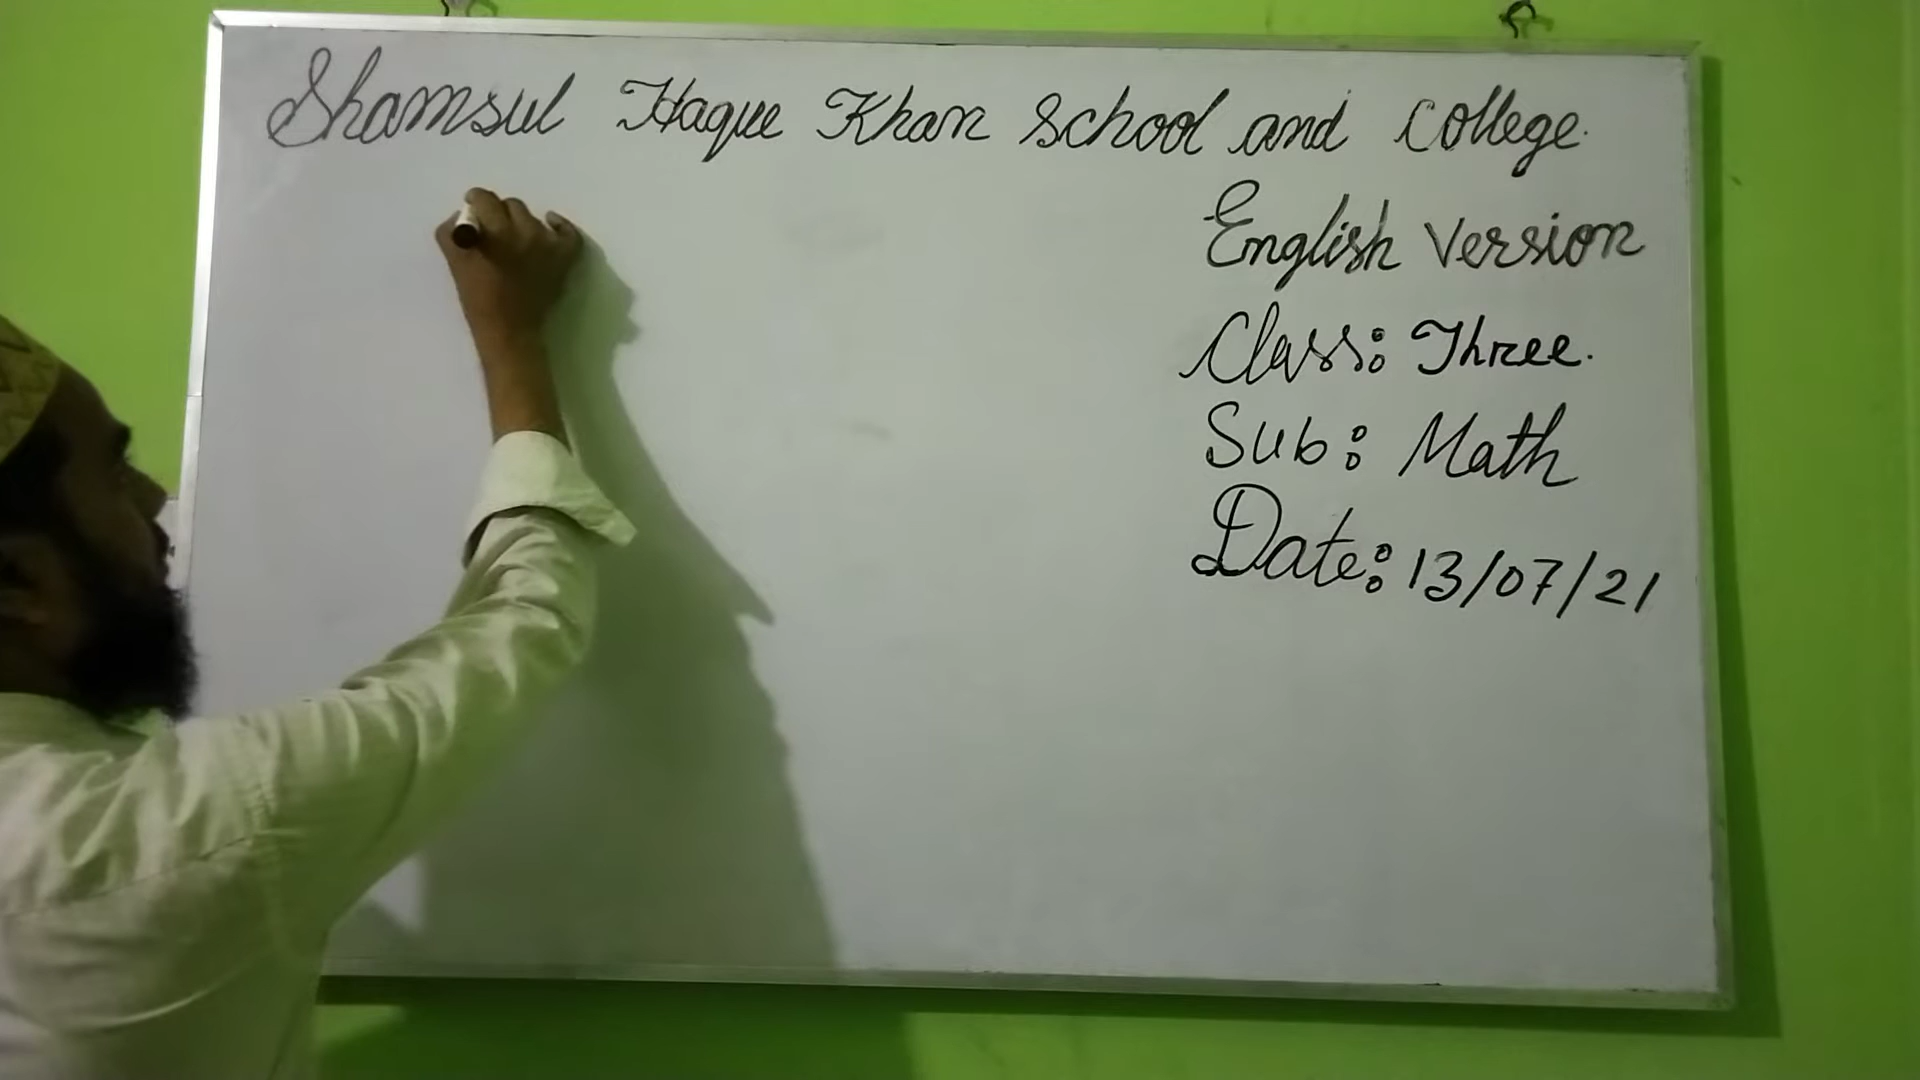 Shamsul Haque Khan School and College.
English Version
Class: Three.
Sub: Math
Date: 13/07/21